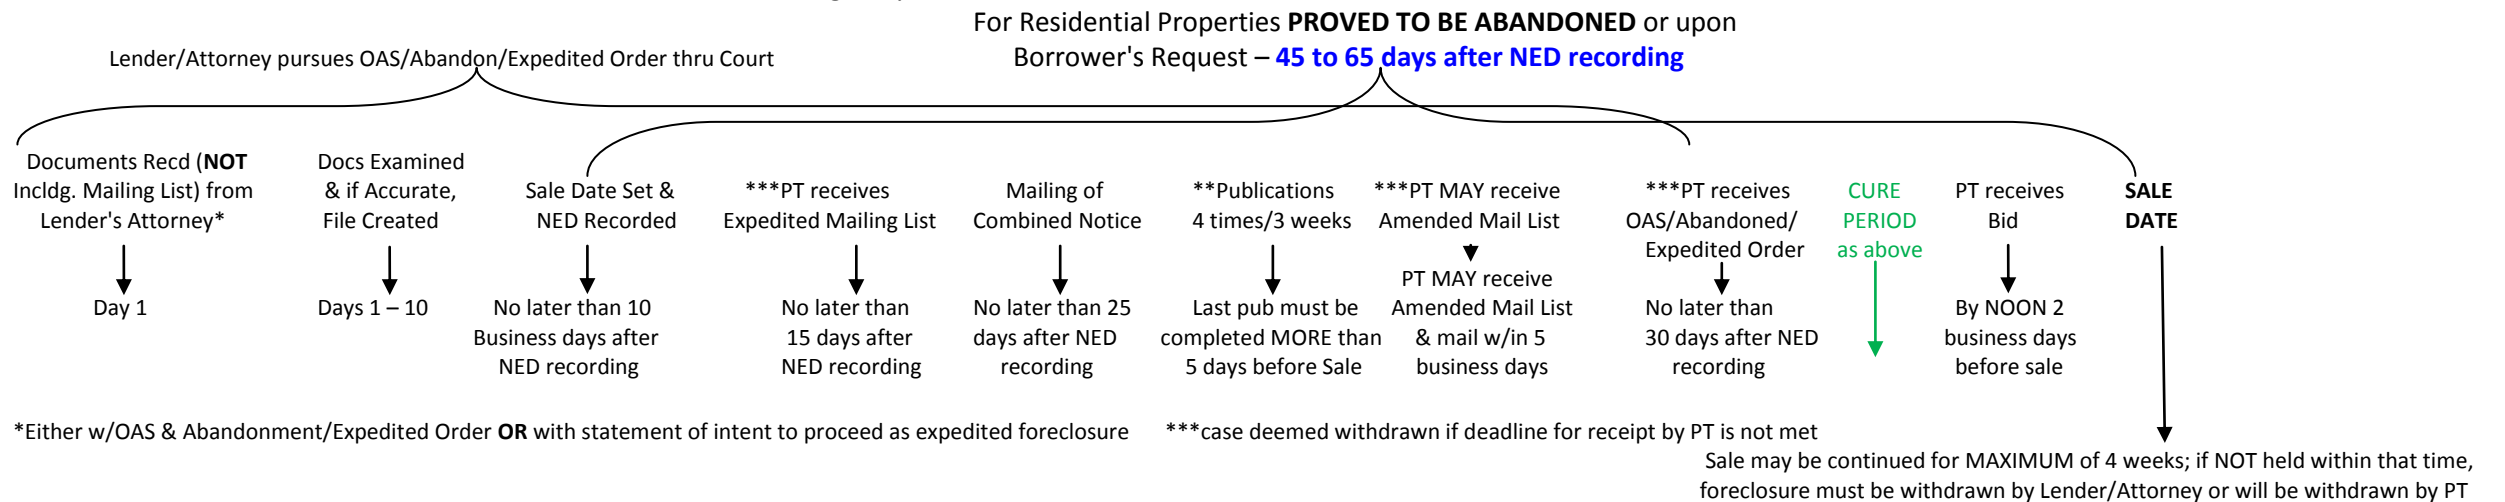 For Residential Properties PROVED TO BE ABANDONED or upon
Borrower's Request – 45 to 65 days after NED recording
Lender/Attorney pursues OAS/Abandon/Expedited Order thru Court
Documents Recd (NOT
Incldg. Mailing List) from
Lender's Attorney*
Day 1
Docs Examined
& if Accurate,
File Created
Days 1 – 10
Sale Date Set &
NED Recorded
No later than 10
Business days after
NED recording
***PT receives
Expedited Mailing List
No later than
15 days after
NED recording
Mailing of
Combined Notice
No later than 25
days after NED
recording
**Publications
4 times/3 weeks
Last pub must be
completed MORE than
5 days before Sale
***PT MAY receive
Amended Mail List
PT MAY receive
Amended Mail List
& mail w/in 5
business days
***PT receives
OAS/Abandoned/
Expedited Order
No later than
30 days after NED
recording
CURE
PERIOD
as above
PT receives
Bid
By NOON 2
business days
before sale
SALE
DATE
*Either w/OAS & Abandonment/Expedited Order OR with statement of intent to proceed as expedited foreclosure
***case deemed withdrawn if deadline for receipt by PT is not met
Sale may be continued for MAXIMUM of 4 weeks; if NOT held within that time,
foreclosure must be withdrawn by Lender/Attorney or will be withdrawn by PT